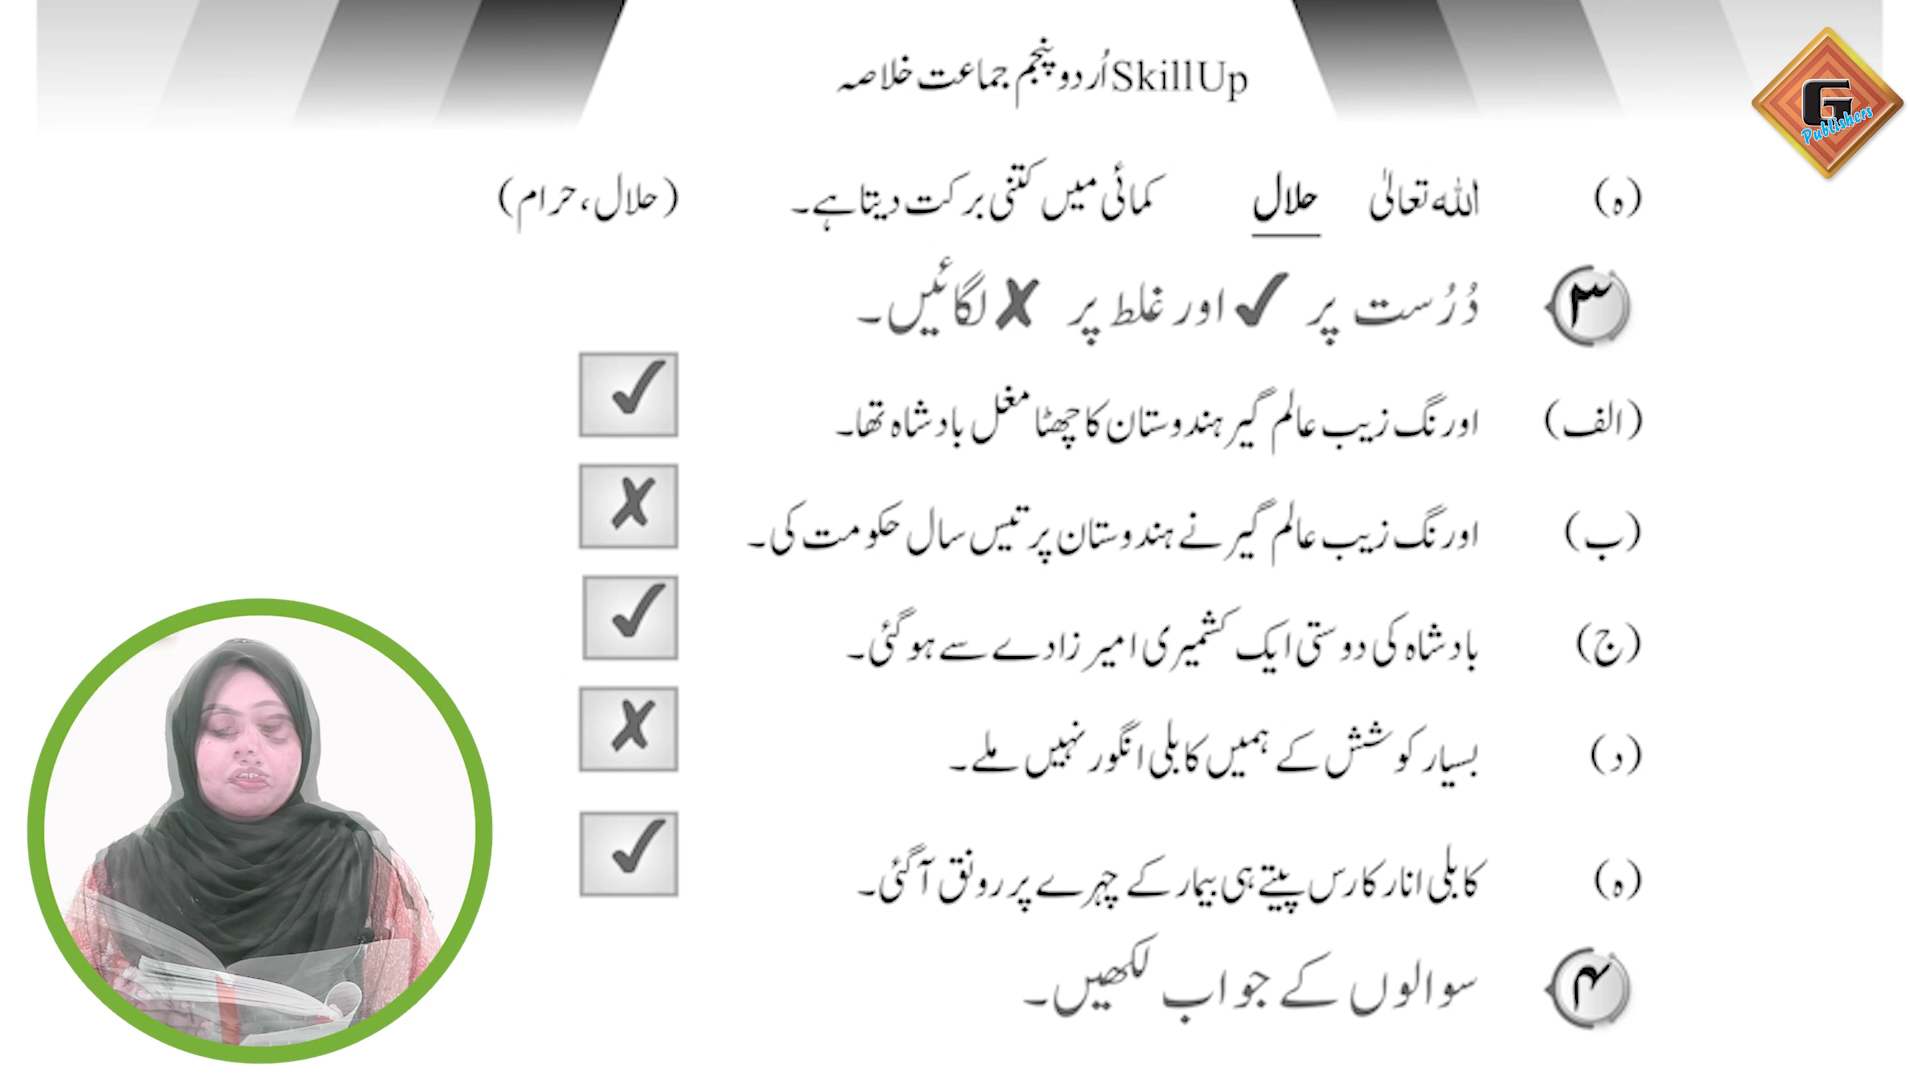 SkillUp اُردو پنجم جماعت خلاصہ
G Publishers
(ہ) اللہ تعالیٰ حلال کمائی میں کتنی برکت دیتا ہے۔ (حلال، حرام)
۳ دُرُست پر ✔ اور غلط پر ✘ لگائیں۔
(الف) اورنگ زیب عالم گیر ہندوستان کا چھٹا مغل بادشاہ تھا۔ ✔
(ب) اورنگ زیب عالم گیر نے ہندوستان پر تیس سال حکومت کی۔ ✘
(ج) بادشاہ کی دوستی ایک کشمیری امیر زادے سے ہوگئی۔ ✔
(د) بسیار کوشش کے ہمیں کابلی انگور نہیں ملے۔ ✘
(ہ) کابلی انار کا رس پیتے ہی بیمار کے چہرے پر رونق آگئی۔ ✔
۴ سوالوں کے جواب لکھیں۔